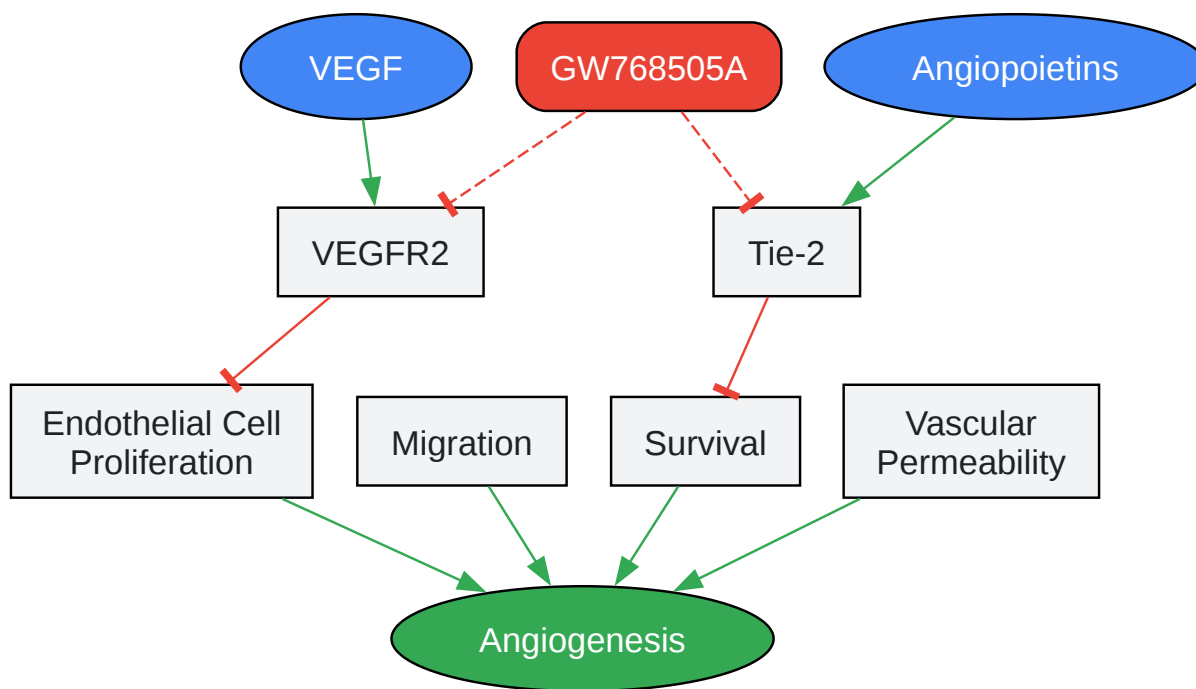 VEGF
GW768505A
Angiopoietins
VEGFR2
Tie-2
Endothelial Cell
Proliferation
Migration
Survival
Vascular
Permeability
Angiogenesis